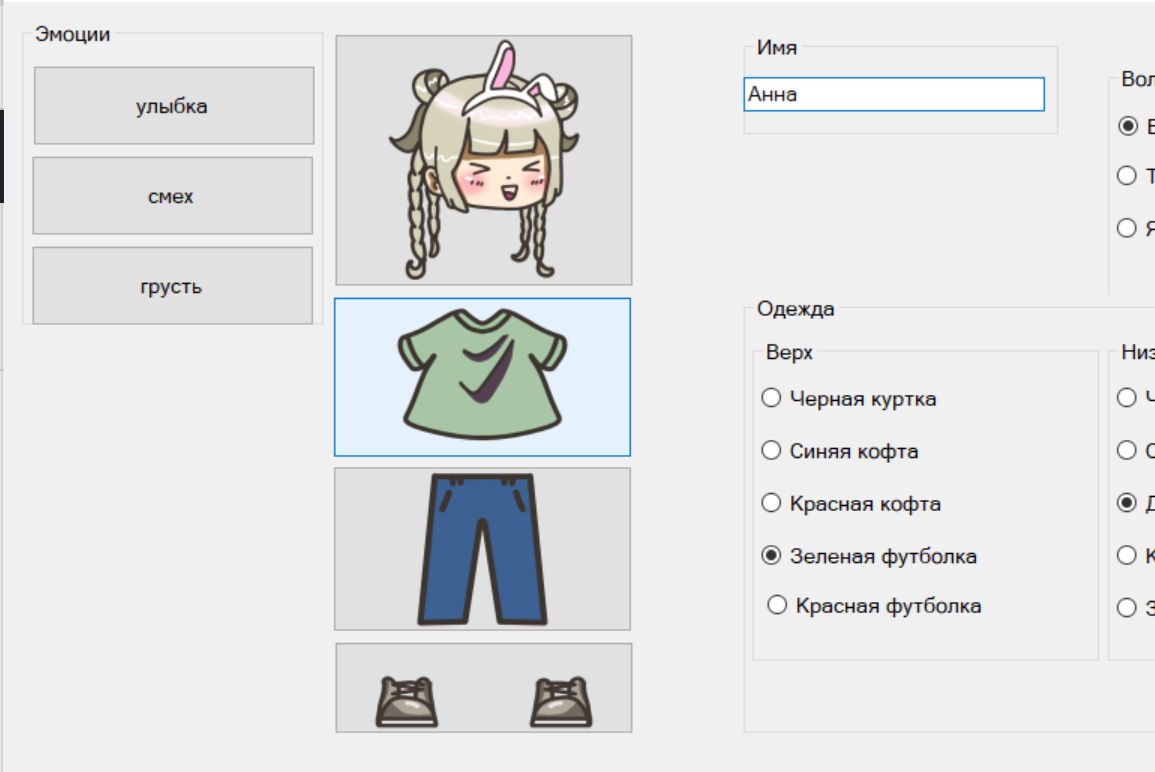 Эмоции
улыбка
смех
грусть
Имя
Анна
Одежда
Верх
Черная куртка
Синяя кофта
Красная кофта
Зеленая футболка
Красная футболка